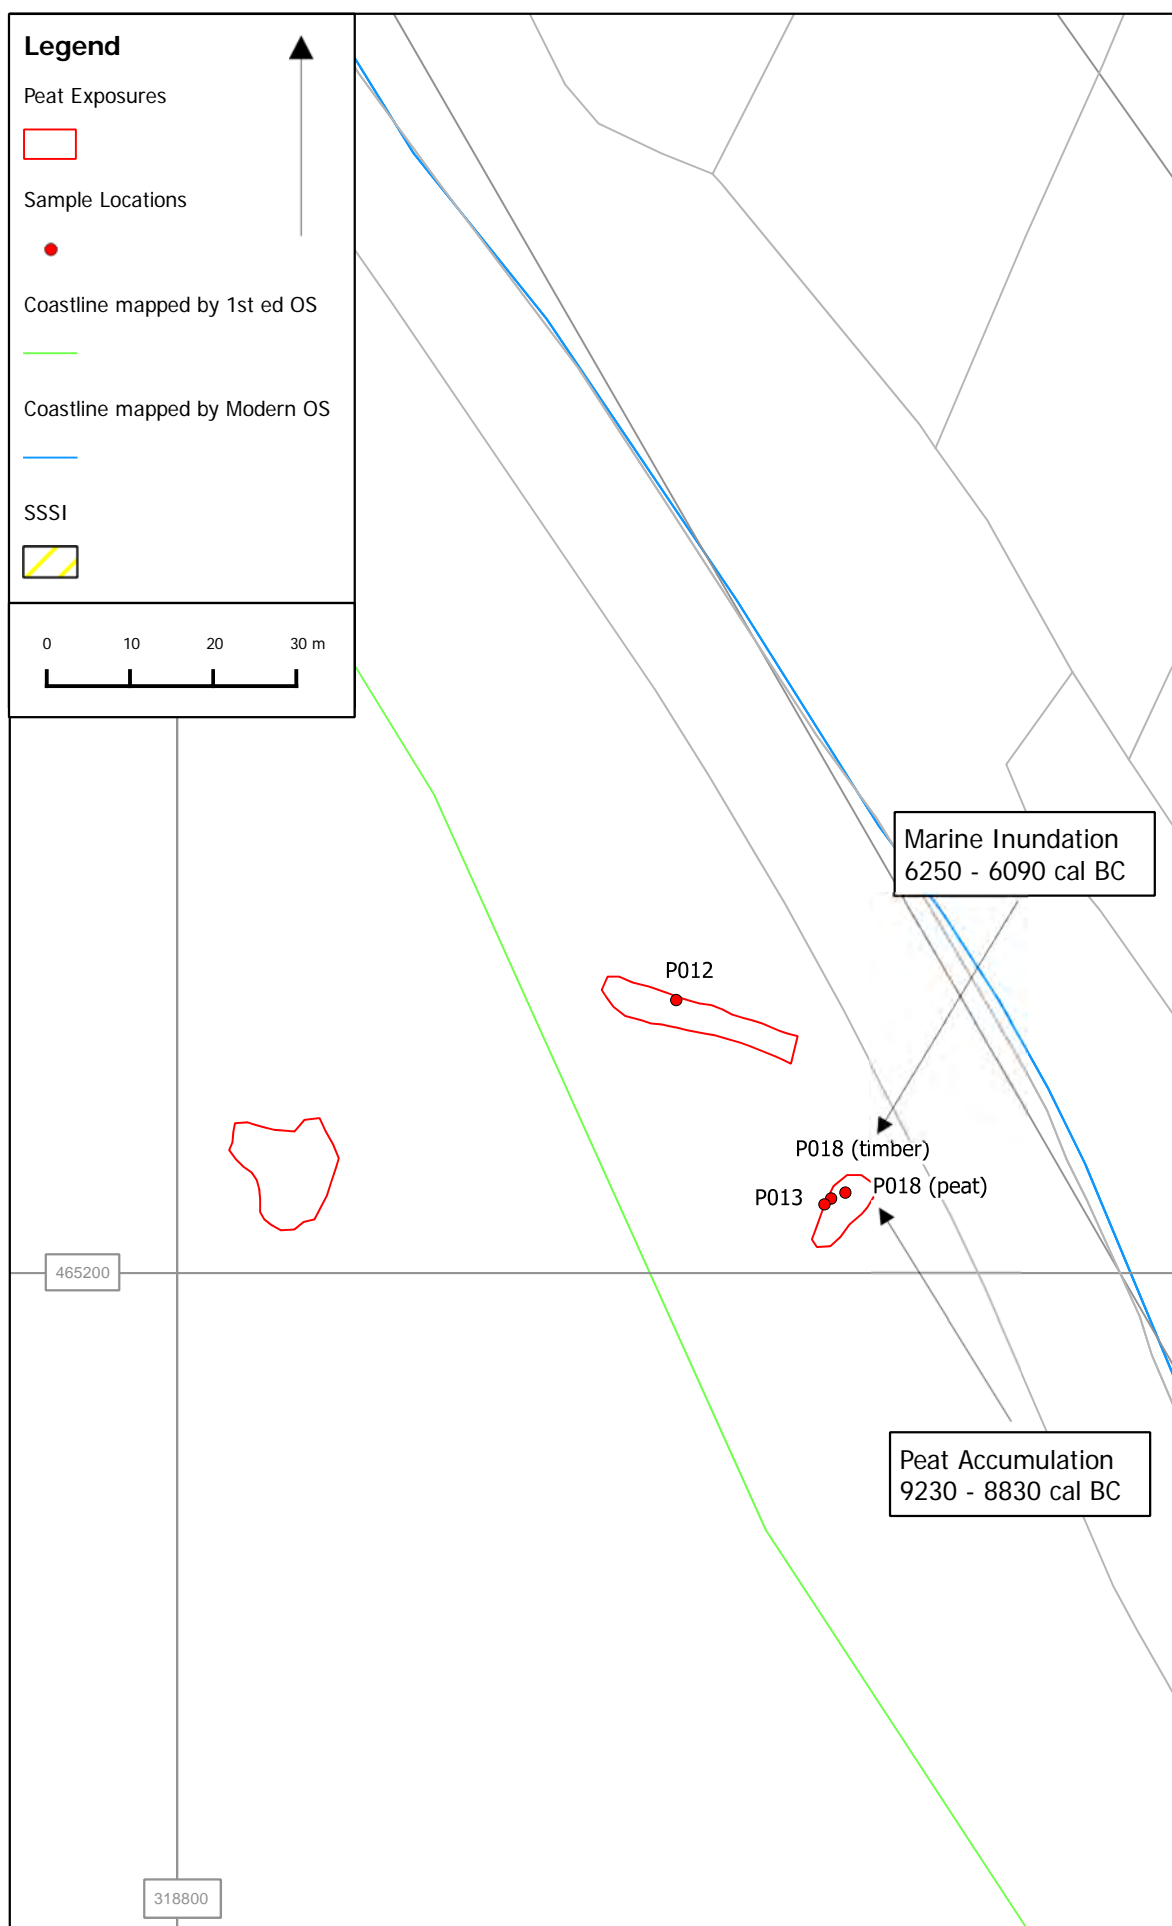 Legend
Peat Exposures
Sample Locations
Coastline mapped by 1st ed OS
Coastline mapped by Modern OS
SSSI
0 10 20 30 m
Marine Inundation
6250 - 6090 cal BC
P012
P018 (timber)
P018 (peat)
P013
465200
Peat Accumulation
9230 - 8830 cal BC
318800